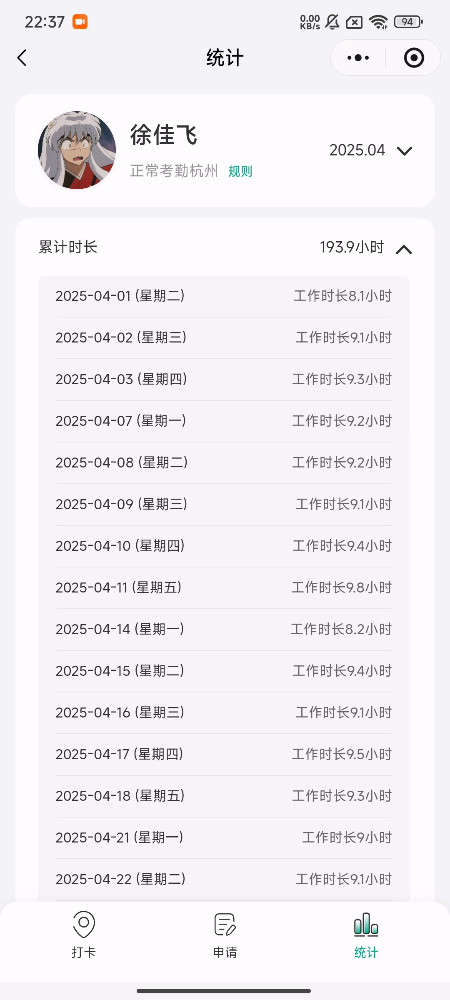 22:37
0.00
KB/s
94
统计
徐佳飞
正常考勤杭州 规则
2025.04
累计时长
193.9小时
2025-04-01 (星期二) 工作时长8.1小时
2025-04-02 (星期三) 工作时长9.1小时
2025-04-03 (星期四) 工作时长9.3小时
2025-04-07 (星期一) 工作时长9.2小时
2025-04-08 (星期二) 工作时长9.2小时
2025-04-09 (星期三) 工作时长9.1小时
2025-04-10 (星期四) 工作时长9.4小时
2025-04-11 (星期五) 工作时长9.8小时
2025-04-14 (星期一) 工作时长8.2小时
2025-04-15 (星期二) 工作时长9.4小时
2025-04-16 (星期三) 工作时长9.1小时
2025-04-17 (星期四) 工作时长9.5小时
2025-04-18 (星期五) 工作时长9.3小时
2025-04-21 (星期一) 工作时长9小时
2025-04-22 (星期二) 工作时长9.1小时
打卡
申请
统计